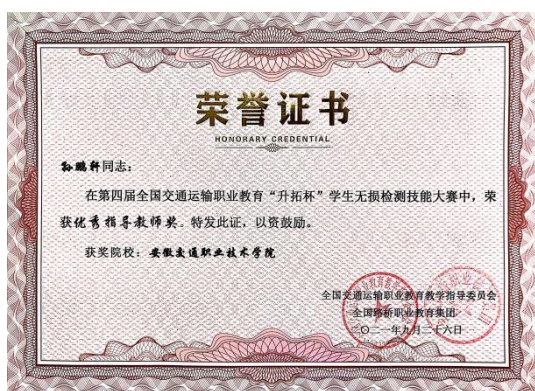 荣誉证书
HONORARY CREDENTIAL
孙鹏轩同志:
在第四届全国交通运输职业教育“升拓杯”学生无损检测技能大赛中,荣
获优秀指导教师奖。特发此证,以资鼓励。
获奖院校:安徽交通职业技术学院
全国交通运输职业教育教学指导委员会
全国路桥职业教育集团
二〇二一年九月二十六日